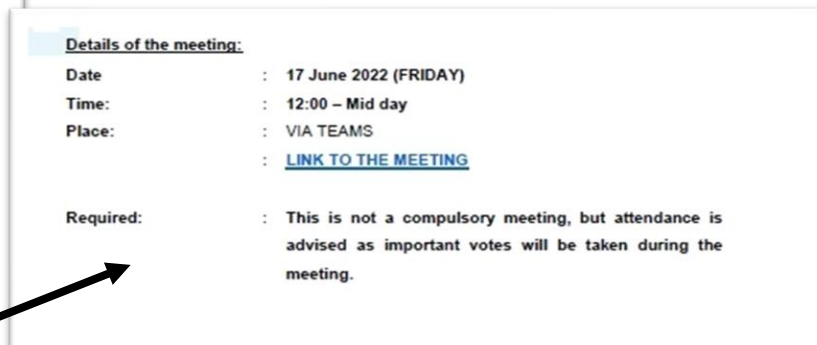 Details of the meeting:
Date : 17 June 2022 (FRIDAY)
Time: : 12:00 – Mid day
Place: : VIA TEAMS
: LINK TO THE MEETING
Required: : This is not a compulsory meeting, but attendance is
advised as important votes will be taken during the
meeting.